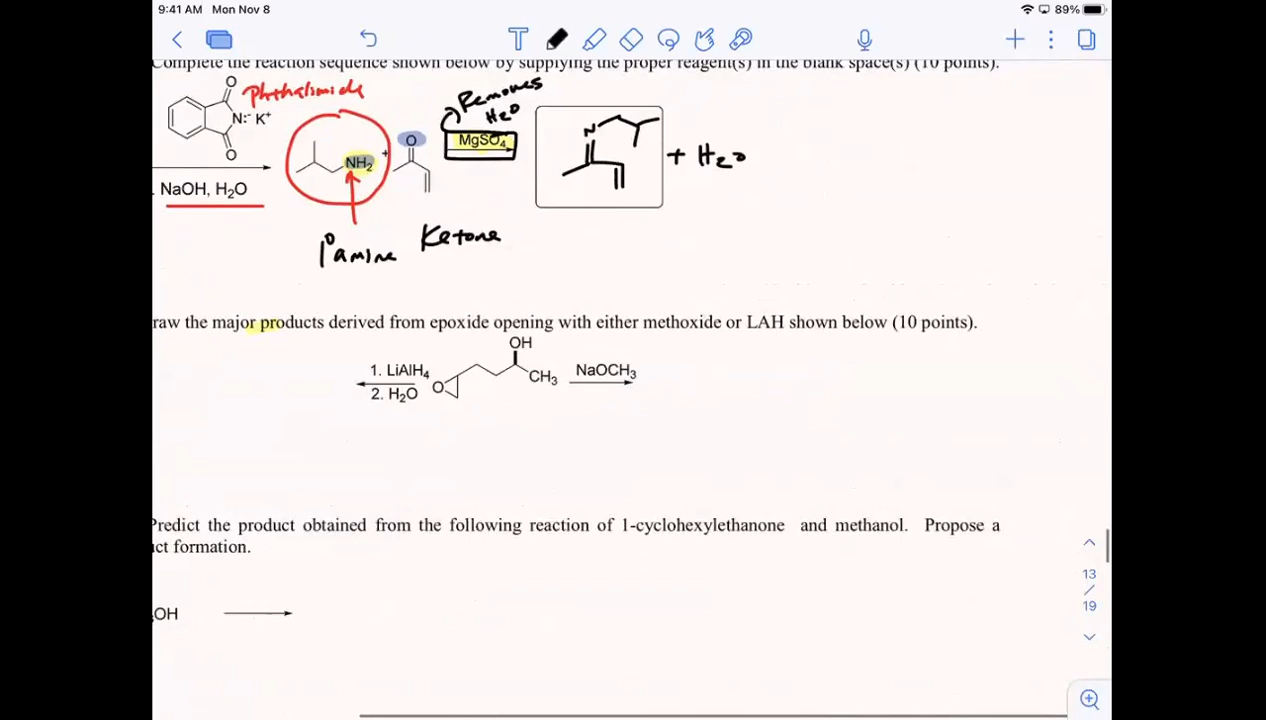 9:41 AM Mon Nov 8
89%
Complete the reaction sequence shown below by supplying the proper reagent(s) in the blank space(s) (10 points).
O
N:⁻ K⁺
O
Phthalimide
. NaOH, H₂O
NH₂
+
O
1° amine
Ketone
Removes
H₂O
MgSO₄
N
+ H₂O
raw the major products derived from epoxide opening with either methoxide or LAH shown below (10 points).
1. LiAlH₄
2. H₂O
O
OH
CH₃
NaOCH₃
Predict the product obtained from the following reaction of 1-cyclohexylethanone and methanol. Propose a
ct formation.
OH
13
/
19